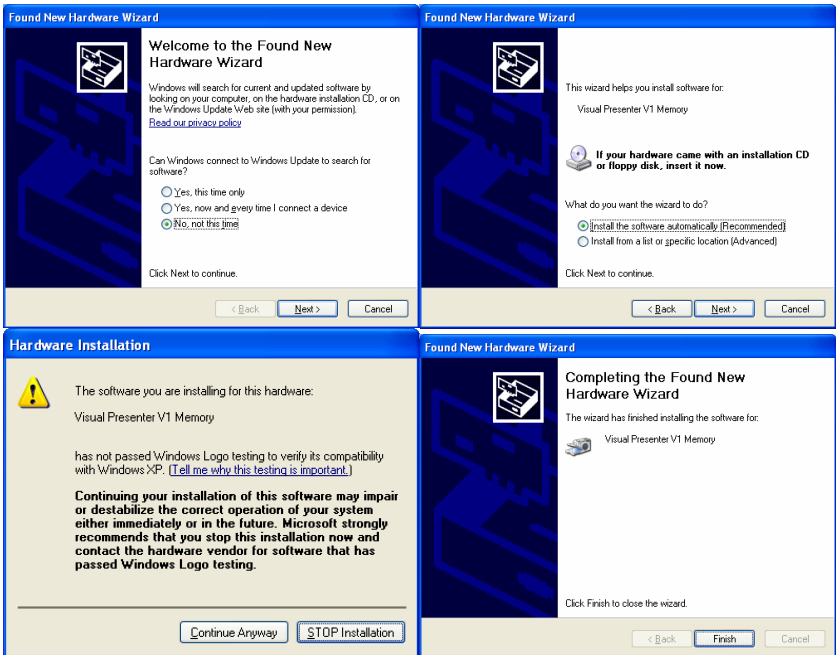 Found New Hardware Wizard
Welcome to the Found New
Hardware Wizard
Windows will search for current and updated software by
looking on your computer, on the hardware installation CD, or on
the Windows Update Web site (with your permission).
Read our privacy policy
Can Windows connect to Windows Update to search for
software?
Yes, this time only
Yes, now and every time I connect a device
No, not this time
Click Next to continue.
< Back
Next >
Cancel
Found New Hardware Wizard
This wizard helps you install software for:
Visual Presenter V1 Memory
If your hardware came with an installation CD
or floppy disk, insert it now.
What do you want the wizard to do?
Install the software automatically (Recommended)
Install from a list or specific location (Advanced)
Click Next to continue.
< Back
Next >
Cancel
Hardware Installation
The software you are installing for this hardware:
Visual Presenter V1 Memory
has not passed Windows Logo testing to verify its compatibility
with Windows XP. (Tell me why this testing is important.)
Continuing your installation of this software may impair
or destabilize the correct operation of your system
either immediately or in the future. Microsoft strongly
recommends that you stop this installation now and
contact the hardware vendor for software that has
passed Windows Logo testing.
Continue Anyway
STOP Installation
Found New Hardware Wizard
Completing the Found New
Hardware Wizard
The wizard has finished installing the software for:
Visual Presenter V1 Memory
Click Finish to close the wizard.
< Back
Finish
Cancel